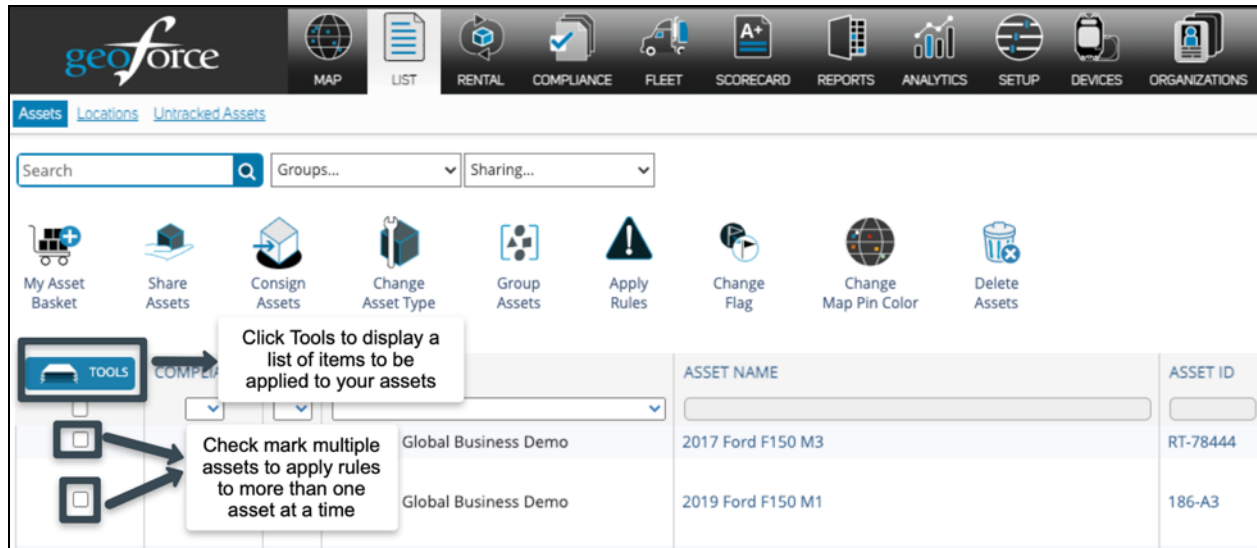 geoforce
MAP LIST RENTAL COMPLIANCE FLEET SCORECARD REPORTS ANALYTICS SETUP DEVICES ORGANIZATIONS
A+
Assets Locations Untracked Assets
Search Groups... Sharing...
My Asset Basket
Share Assets
Consign Assets
Change Asset Type
Group Assets
Apply Rules
Change Flag
Change Map Pin Color
Delete Assets
Click Tools to display a
list of items to be
applied to your assets
TOOLS ASSET NAME ASSET ID
Check mark multiple
assets to apply rules
to more than one
asset at a time
Global Business Demo 2017 Ford F150 M3 RT-78444
Global Business Demo 2019 Ford F150 M1 186-A3